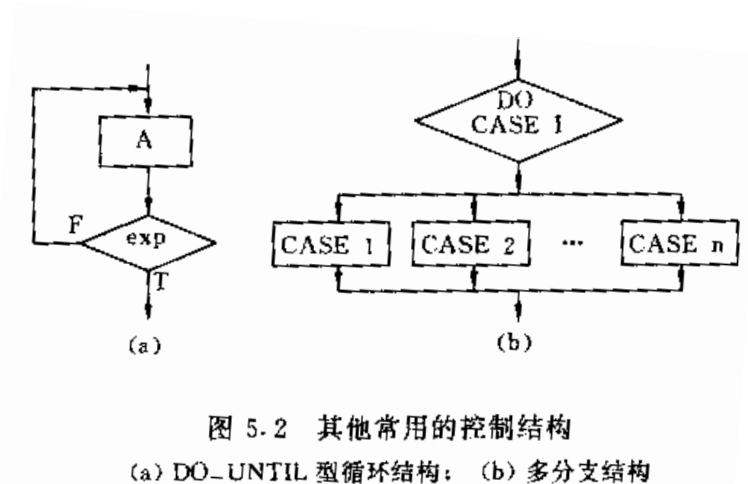 DO
CASE I
A
F
exp
T
CASE 1
CASE 2
...
CASE n
(a)
(b)
图 5.2 其他常用的控制结构
(a) DO_UNTIL 型循环结构; (b) 多分支结构